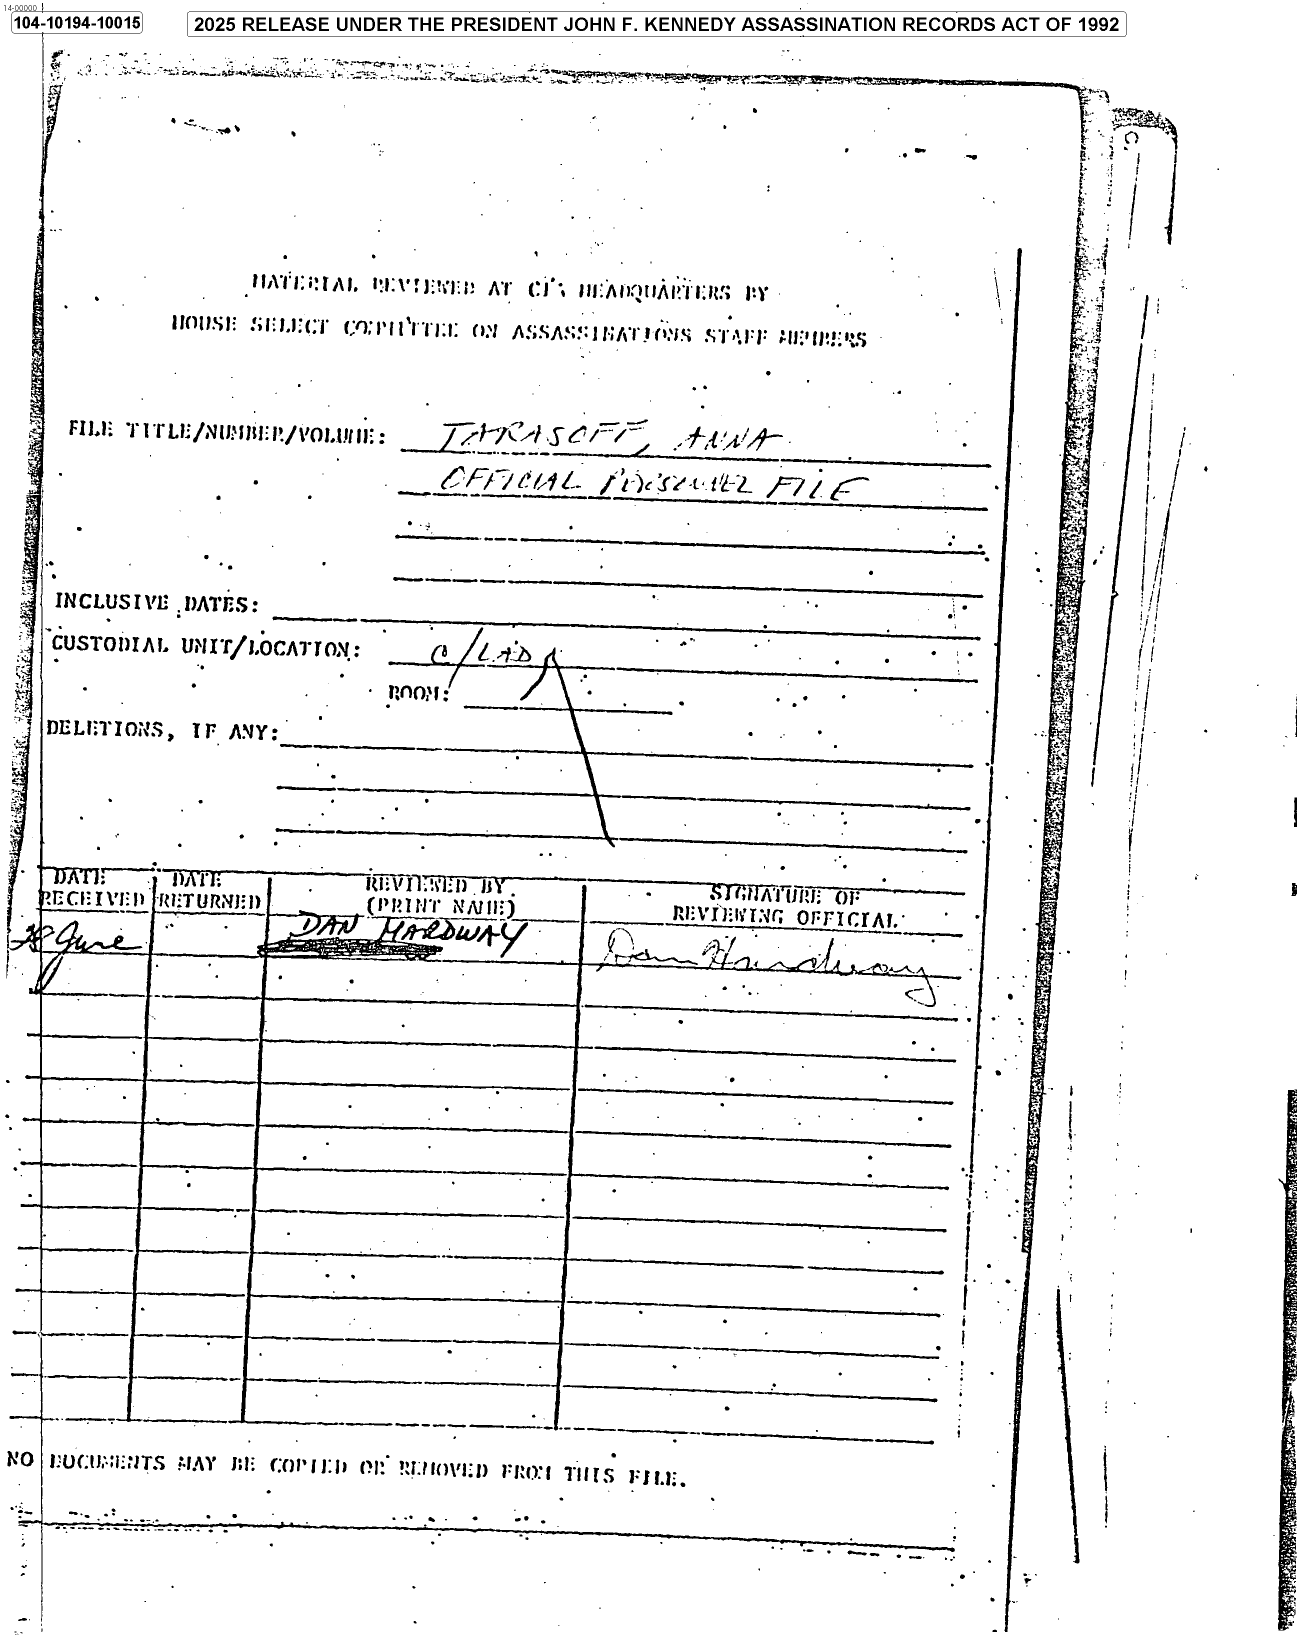 14-00000
104-10194-10015
2025 RELEASE UNDER THE PRESIDENT JOHN F. KENNEDY ASSASSINATION RECORDS ACT OF 1992
C.
MATERIAL REVIEWED AT CIA HEADQUARTERS BY
HOUSE SELECT COMMITTEE ON ASSASSINATIONS STAFF MEMBERS
FILE TITLE/NUMBER/VOLUME: TARASOFF, ANNA
OFFICIAL PERSONNEL FILE
INCLUSIVE DATES:
CUSTODIAL UNIT/LOCATION: C/LAD
ROOM:
DELETIONS, IF ANY:
DATE RECEIVED DATE RETURNED REVIEWED BY (PRINT NAME) SIGNATURE OF REVIEWING OFFICIAL
28 June DAN HARDWAY Dan Hardway
NO DOCUMENTS MAY BE COPIED OR REMOVED FROM THIS FILE.